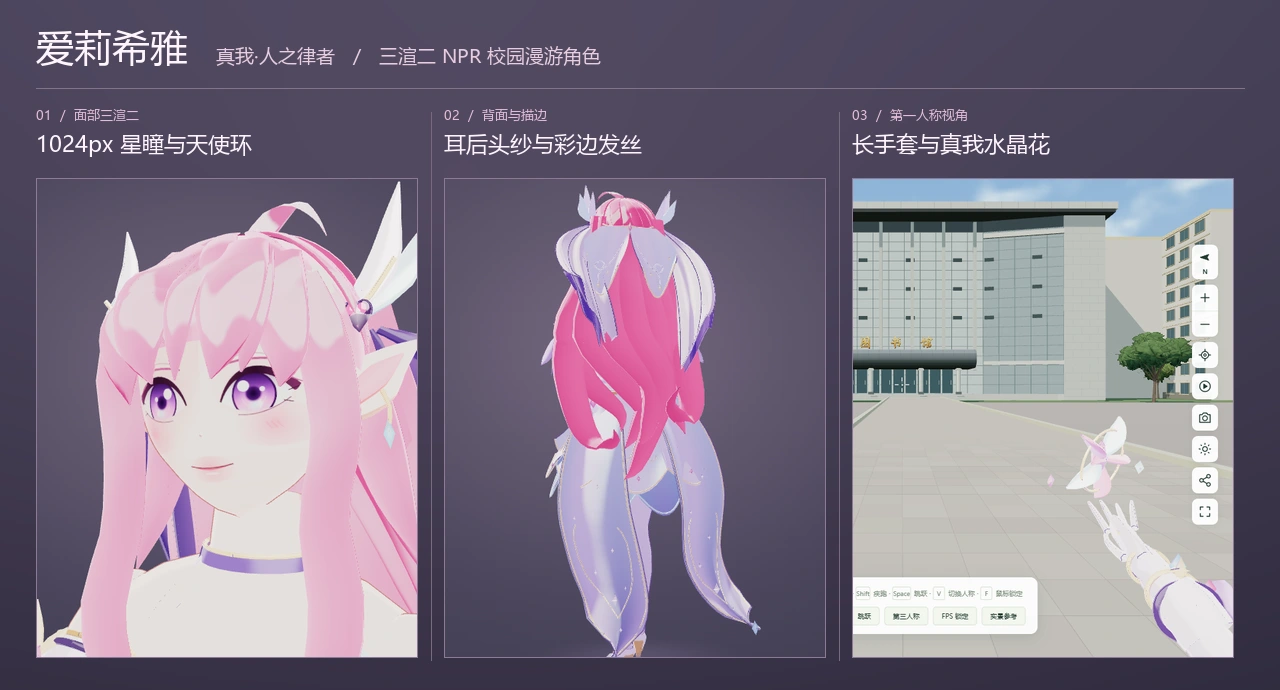 爱莉希雅
真我·人之律者 / 三渲二 NPR 校园漫游角色
01 / 面部三渲二
1024px 星瞳与天使环
02 / 背面与描边
耳后头纱与彩边发丝
03 / 第一人称视角
长手套与真我水晶花
图书馆
N
Shift 疾跑 · Space 跳跃 · V 切换人称 · F 鼠标锁定
跳跃 第三人称 FPS 锁定 实景参考